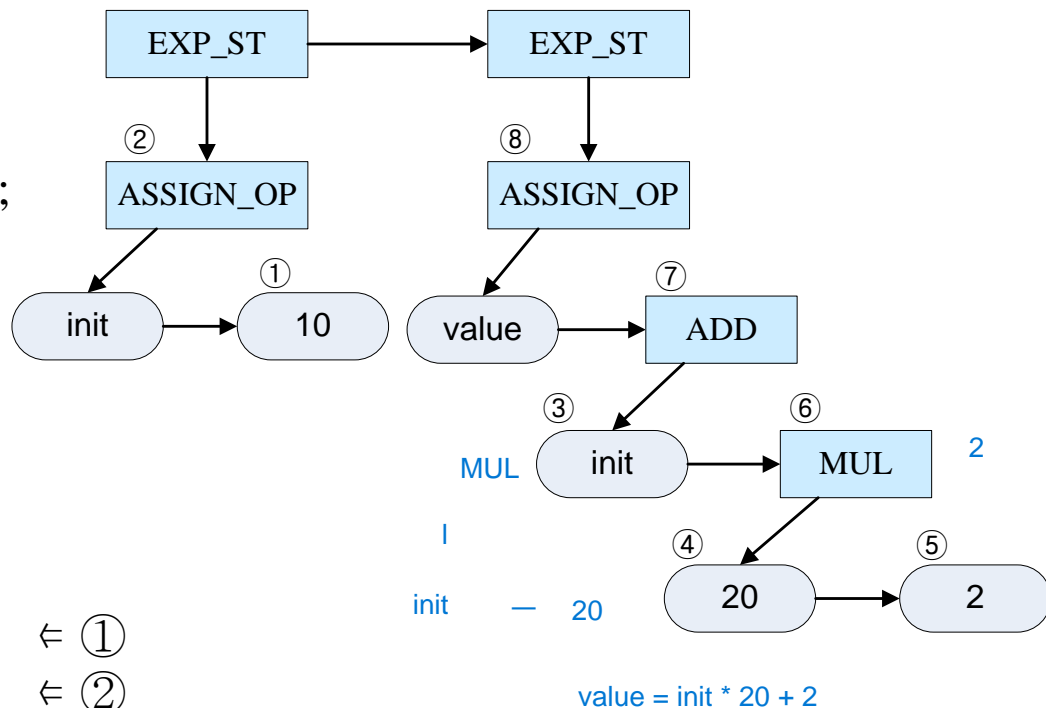 EXP_ST EXP_ST
② ⑧
; ASSIGN_OP ASSIGN_OP
① ⑦
init 10 value ADD
③ ⑥
MUL init MUL 2
I ④ ⑤
init — 20 20 2
⇐ ①
⇐ ② value = init * 20 + 2